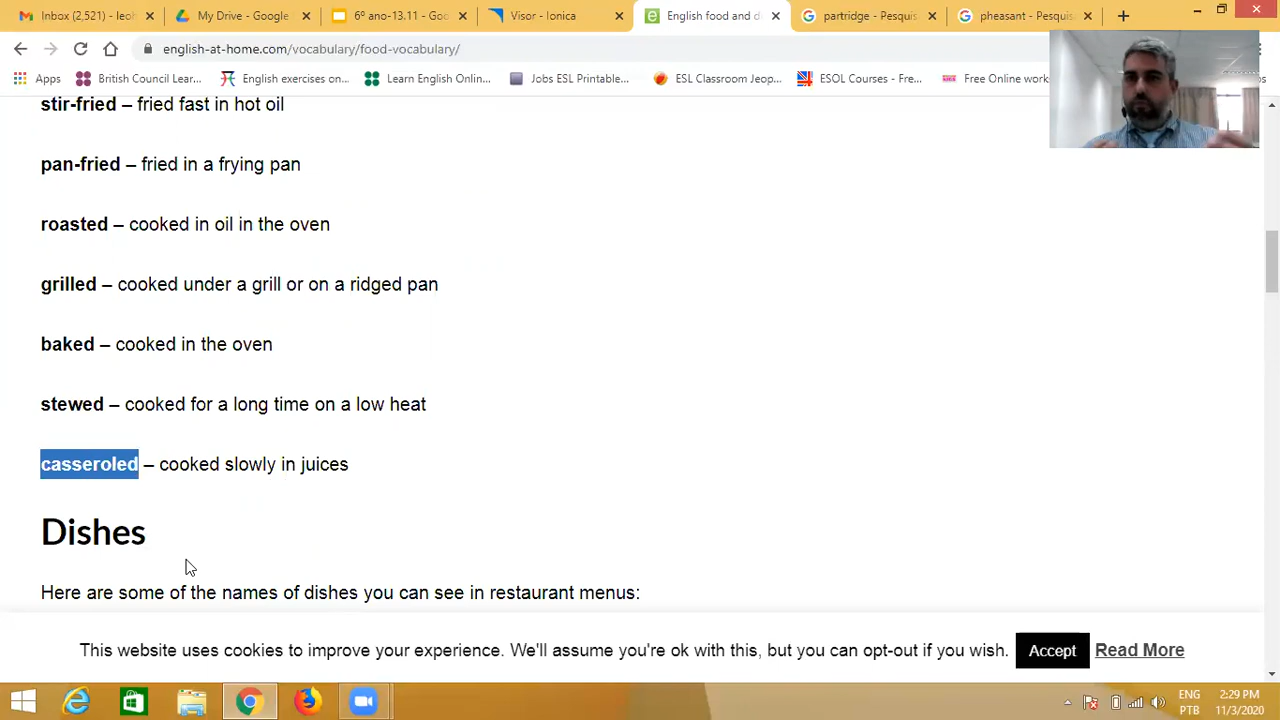 Inbox (2,521) - leoh
My Drive - Google
6º ano-13.11 - Goo
Visor - Ionica
English food and d
partridge - Pesquis
pheasant - Pesquis
english-at-home.com/vocabulary/food-vocabulary/
Apps
British Council Lear...
English exercises on...
Learn English Onlin...
Jobs ESL Printable...
ESL Classroom Jeop...
ESOL Courses - Fre...
Free Online wor
stir-fried – fried fast in hot oil
pan-fried – fried in a frying pan
roasted – cooked in oil in the oven
grilled – cooked under a grill or on a ridged pan
baked – cooked in the oven
stewed – cooked for a long time on a low heat
casseroled – cooked slowly in juices
Dishes
Here are some of the names of dishes you can see in restaurant menus:
This website uses cookies to improve your experience. We'll assume you're ok with this, but you can opt-out if you wish.
Accept
Read More
ENG
2:29 PM
PTB
11/3/2020